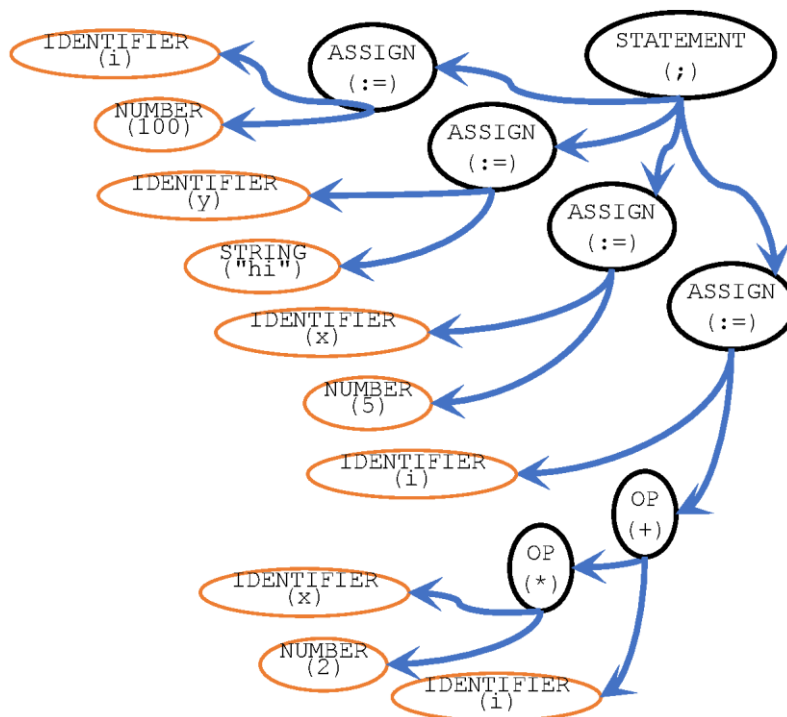 IDENTIFIER
(i)
ASSIGN
(:=)
STATEMENT
(;)
NUMBER
(100)
ASSIGN
(:=)
IDENTIFIER
(y)
ASSIGN
(:=)
STRING
("hi")
ASSIGN
(:=)
IDENTIFIER
(x)
NUMBER
(5)
IDENTIFIER
(i)
OP
(+)
OP
(*)
IDENTIFIER
(x)
NUMBER
(2)
IDENTIFIER
(i)